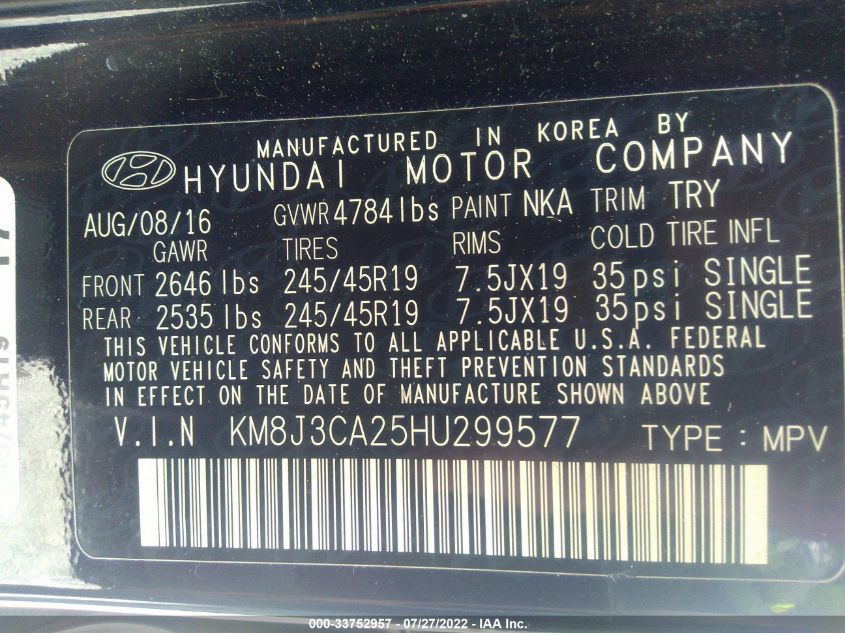 MANUFACTURED IN KOREA BY
HYUNDAI MOTOR COMPANY
AUG/08/16 GVWR 4784 lbs PAINT NKA TRIM TRY
GAWR TIRES RIMS COLD TIRE INFL
FRONT 2646 lbs 245/45R19 7.5JX19 35psi SINGLE
REAR 2535 lbs 245/45R19 7.5JX19 35psi SINGLE
THIS VEHICLE CONFORMS TO ALL APPLICABLE U.S.A. FEDERAL
MOTOR VEHICLE SAFETY AND THEFT PREVENTION STANDARDS
IN EFFECT ON THE DATE OF MANUFACTURE SHOWN ABOVE
V.I.N KM8J3CA25HU299577 TYPE : MPV
000-33752957 - 07/27/2022 - IAA Inc.